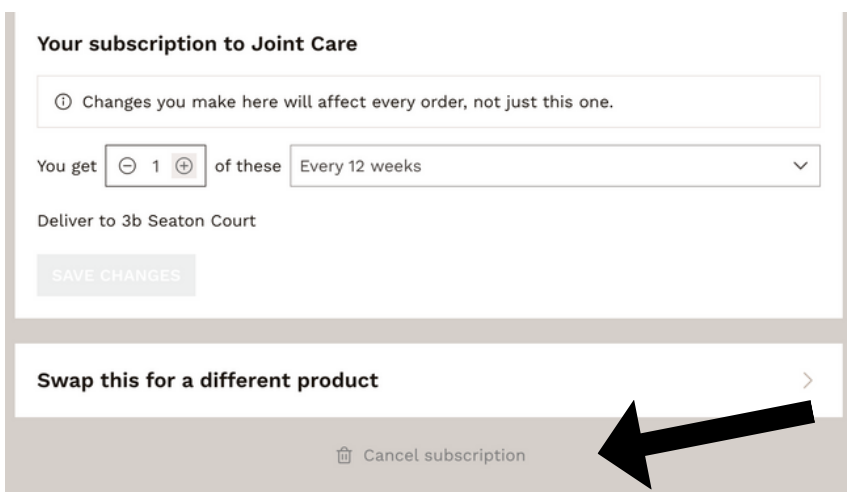 Your subscription to Joint Care
Changes you make here will affect every order, not just this one.
You get 1 of these Every 12 weeks
Deliver to 3b Seaton Court
SAVE CHANGES
Swap this for a different product
Cancel subscription